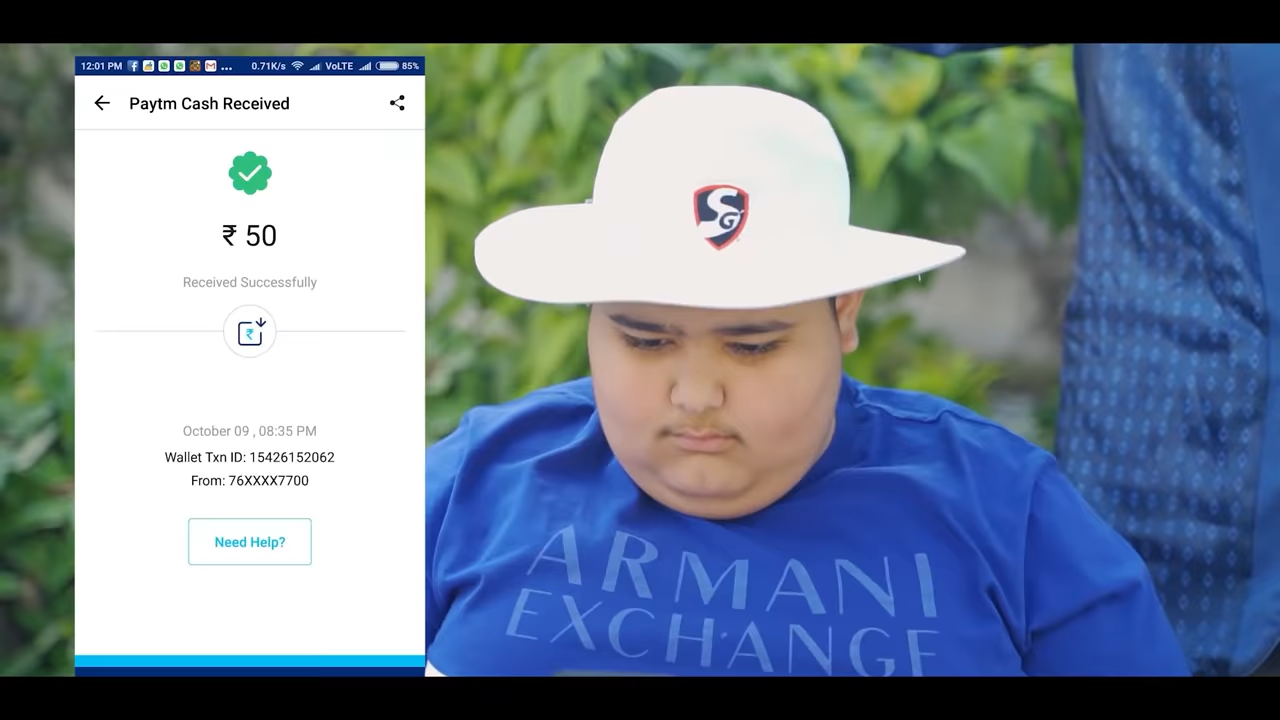 12:01 PM ... 0.71K/s VoLTE 85%
Paytm Cash Received
₹ 50
Received Successfully
₹
October 09 , 08:35 PM
Wallet Txn ID: 15426152062
From: 76XXXX7700
Need Help?
SG
ARMANI
EXCHANGE